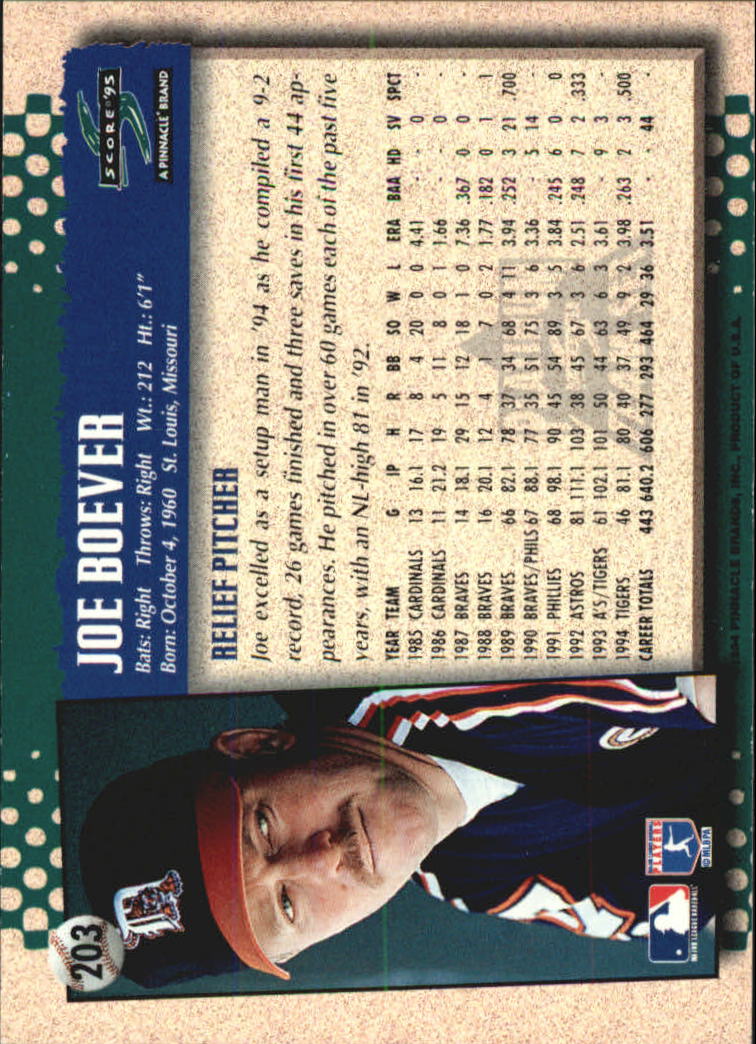 JOE BOEVER
Bats: Right Throws: Right Wt.: 212 Ht.: 6'1"
Born: October 4, 1960 St. Louis, Missouri
SCORE '95
A PINNACLE BRAND
RELIEF PITCHER
Joe excelled as a setup man in '94 as he compiled a 9-2
record, 26 games finished and three saves in his first 44 ap-
pearances. He pitched in over 60 games each of the past five
years, with an NL-high 81 in '92.
YEAR TEAM G IP H R BB SO W L ERA BAA HD SV SPCT
1985 CARDINALS 13 16.1 17 8 4 20 0 0 4.41 - - 0 -
1986 CARDINALS 11 21.2 19 5 11 8 0 1 1.66 - - 0 -
1987 BRAVES 14 18.1 29 15 12 18 1 0 7.36 .367 0 0 -
1988 BRAVES 16 20.1 12 4 1 7 0 2 1.77 .182 0 1 1
1989 BRAVES 66 82.1 78 37 34 68 4 11 3.94 .252 3 21 .700
1990 BRAVES/PHILS 67 88.1 77 35 51 75 3 6 3.36 - 5 14 -
1991 PHILLIES 68 98.1 90 45 54 89 3 5 3.84 .245 6 0 0
1992 ASTROS 81 111.1 103 38 45 67 3 6 2.51 .248 7 2 .333
1993 A'S/TIGERS 61 102.1 101 50 44 63 6 3 3.61 - 9 3 -
1994 TIGERS 46 81.1 80 40 37 49 9 2 3.98 .263 2 3 .500
CAREER TOTALS 443 640.2 606 277 293 464 29 36 3.51 - - 44 -
1994 PINNACLE BRANDS, INC., PRODUCT OF U.S.A.
203
D
PLAYERS
©MLBPA
MAJOR LEAGUE BASEBALL